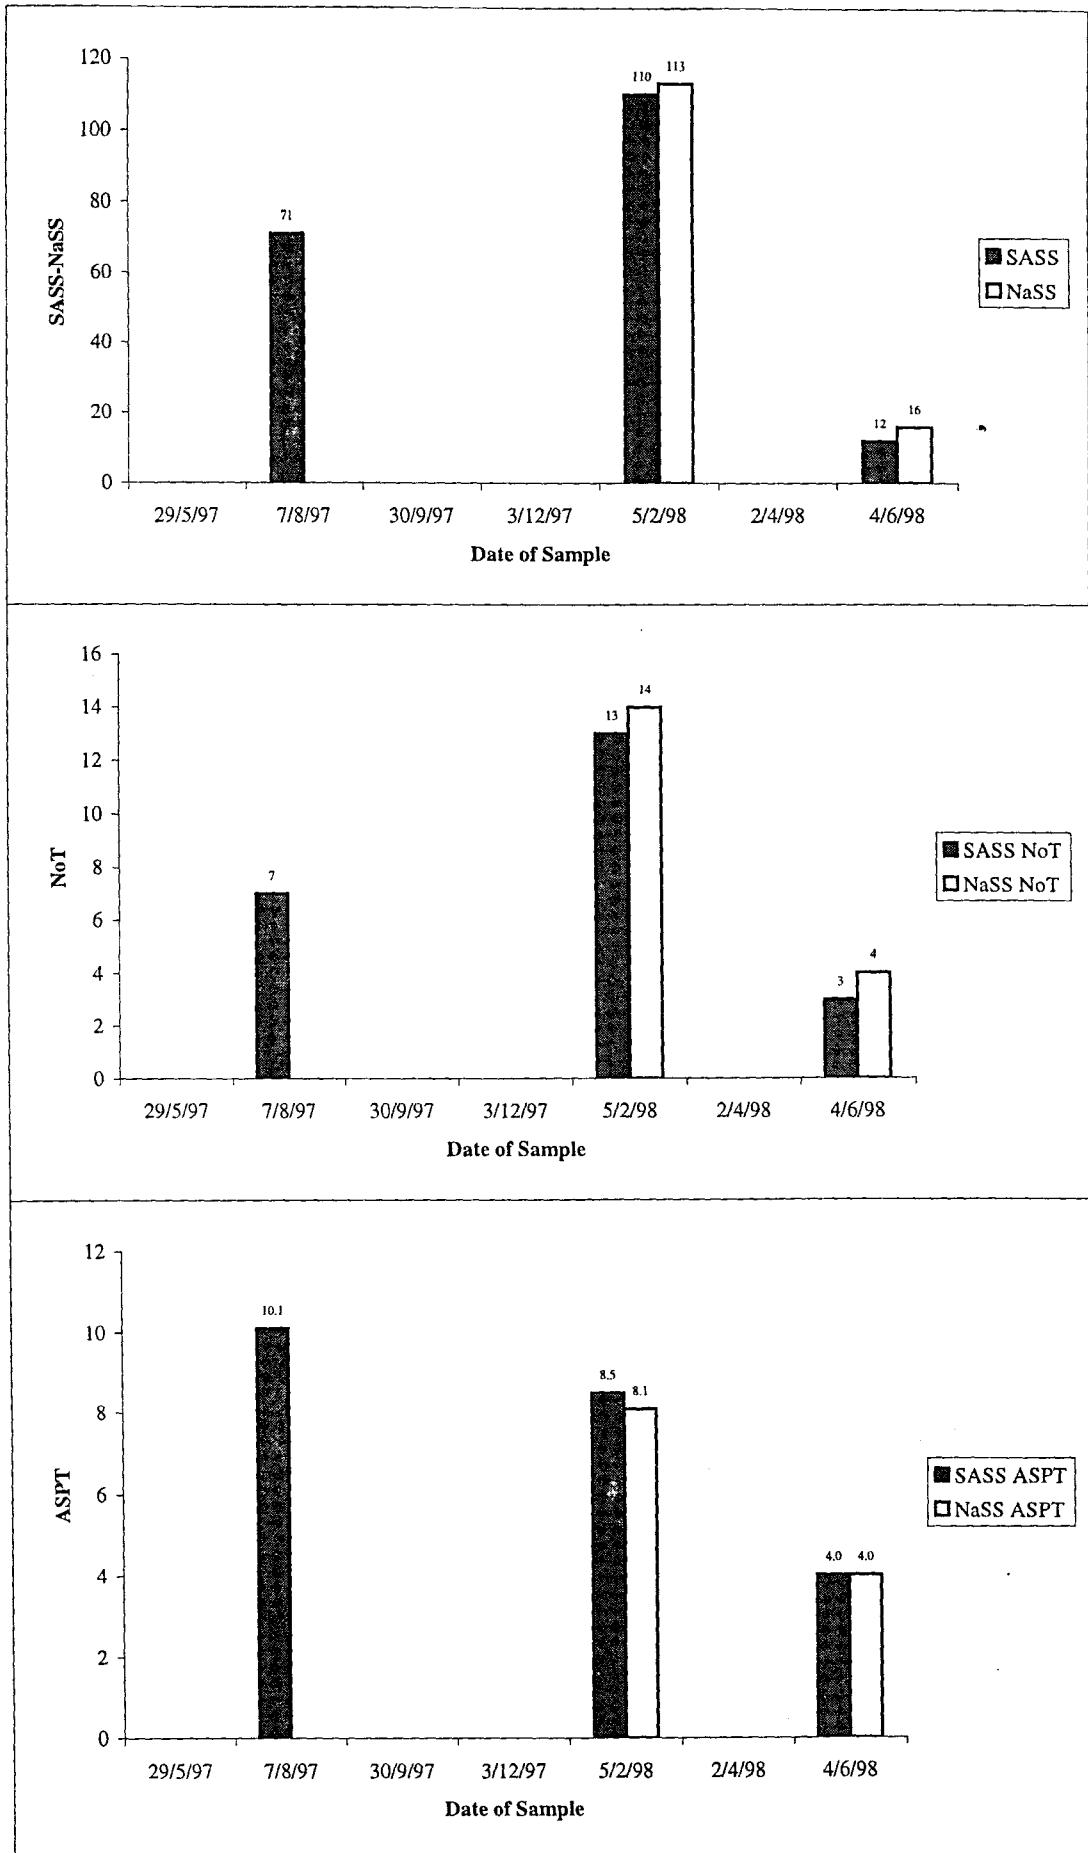 120
100
80
60
40
20
0
SASS-NaSS
71
110
113
12
16
29/5/97 7/8/97 30/9/97 3/12/97 5/2/98 2/4/98 4/6/98
Date of Sample
SASS
NaSS
16
14
12
10
8
6
4
2
0
NoT
7
13
14
3
4
29/5/97 7/8/97 30/9/97 3/12/97 5/2/98 2/4/98 4/6/98
Date of Sample
SASS NoT
NaSS NoT
12
10
8
6
4
2
0
ASPT
10.1
8.5
8.1
4.0
4.0
29/5/97 7/8/97 30/9/97 3/12/97 5/2/98 2/4/98 4/6/98
Date of Sample
SASS ASPT
NaSS ASPT